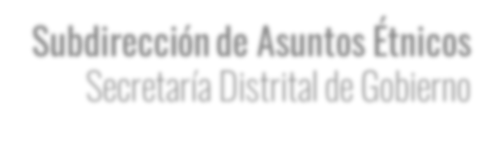 Subdirección de Asuntos Étnicos
Secretaría Distrital de Gobierno